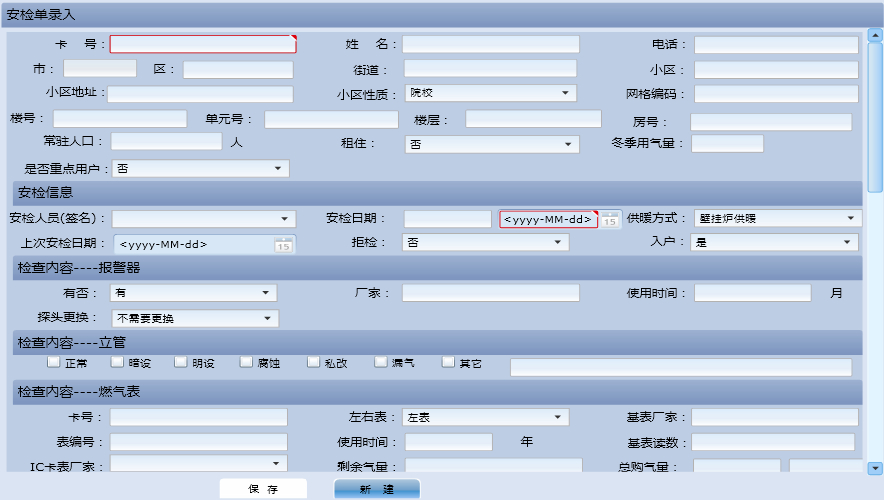 安检单录入
卡 号： 姓 名： 电话：
市： 区： 街道： 小区：
小区地址： 小区性质： 院校 网格编码：
楼号： 单元号： 楼层： 房号：
常驻人口： 人 租住： 否 冬季用气量：
是否重点用户： 否
安检信息
安检人员(签名)： 安检日期： <yyyy-MM-dd> 15 供暖方式： 壁挂炉供暖
上次安检日期： <yyyy-MM-dd> 15 拒检： 否 入户： 是
检查内容----报警器
有否： 有 厂家： 使用时间： 月
探头更换： 不需要更换
检查内容----立管
正常 暗设 明设 腐蚀 私改 漏气 其它
检查内容----燃气表
卡号： 左右表： 左表 基表厂家：
表编号： 使用时间： 年 基表读数：
IC卡表厂家： 剩余气量： 总购气量：
保 存 新 建